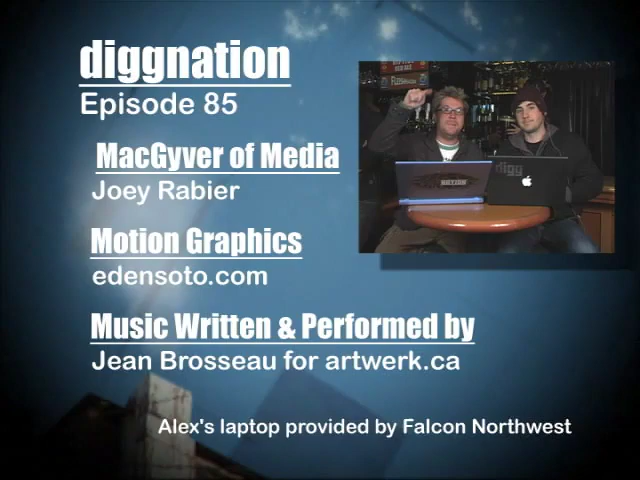 diggnation
Episode 85
MacGyver of Media
Joey Rabier
Motion Graphics
edensoto.com
Music Written & Performed by
Jean Brosseau for artwerk.ca
Alex's laptop provided by Falcon Northwest
digg